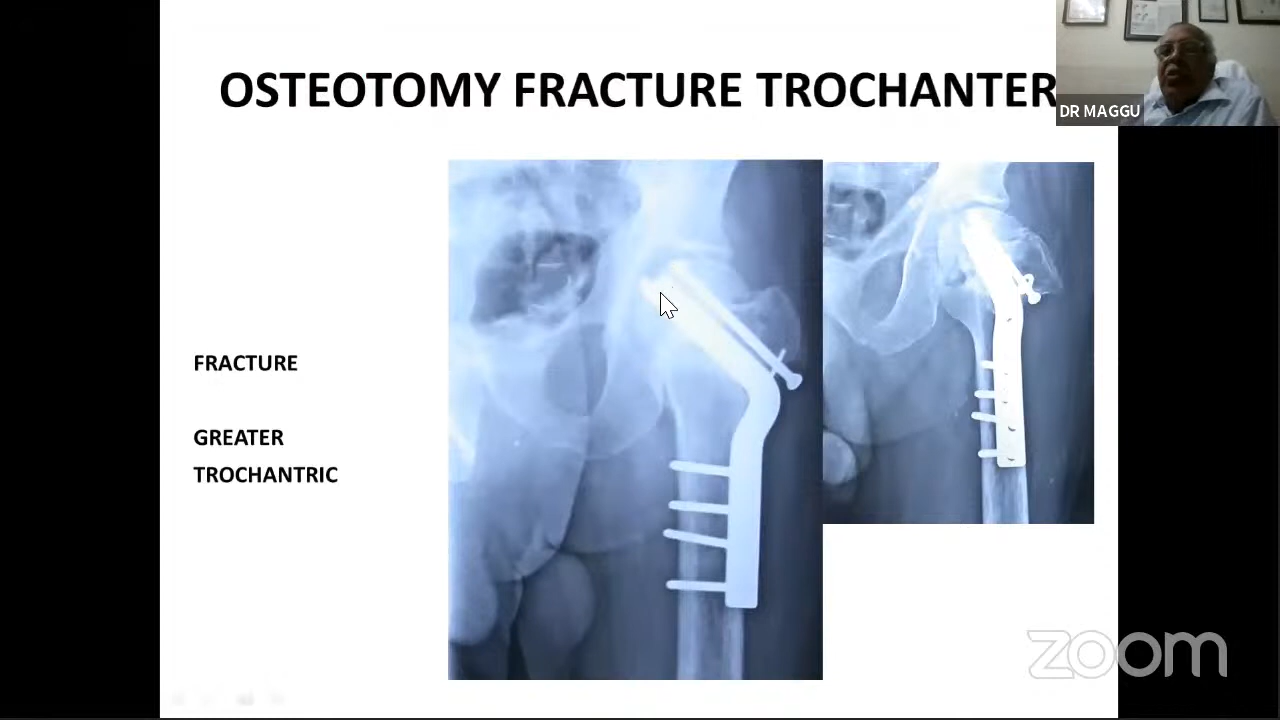 OSTEOTOMY FRACTURE TROCHANTER
DR MAGGU
FRACTURE
GREATER
TROCHANTRIC
zoom